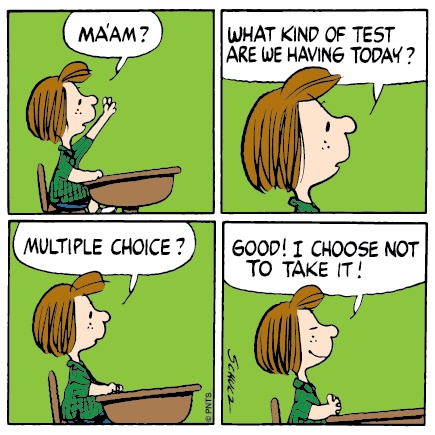 MA'AM?
WHAT KIND OF TEST
ARE WE HAVING TODAY?
MULTIPLE CHOICE?
© PNTS
GOOD! I CHOOSE NOT
TO TAKE IT!
SCHULZ